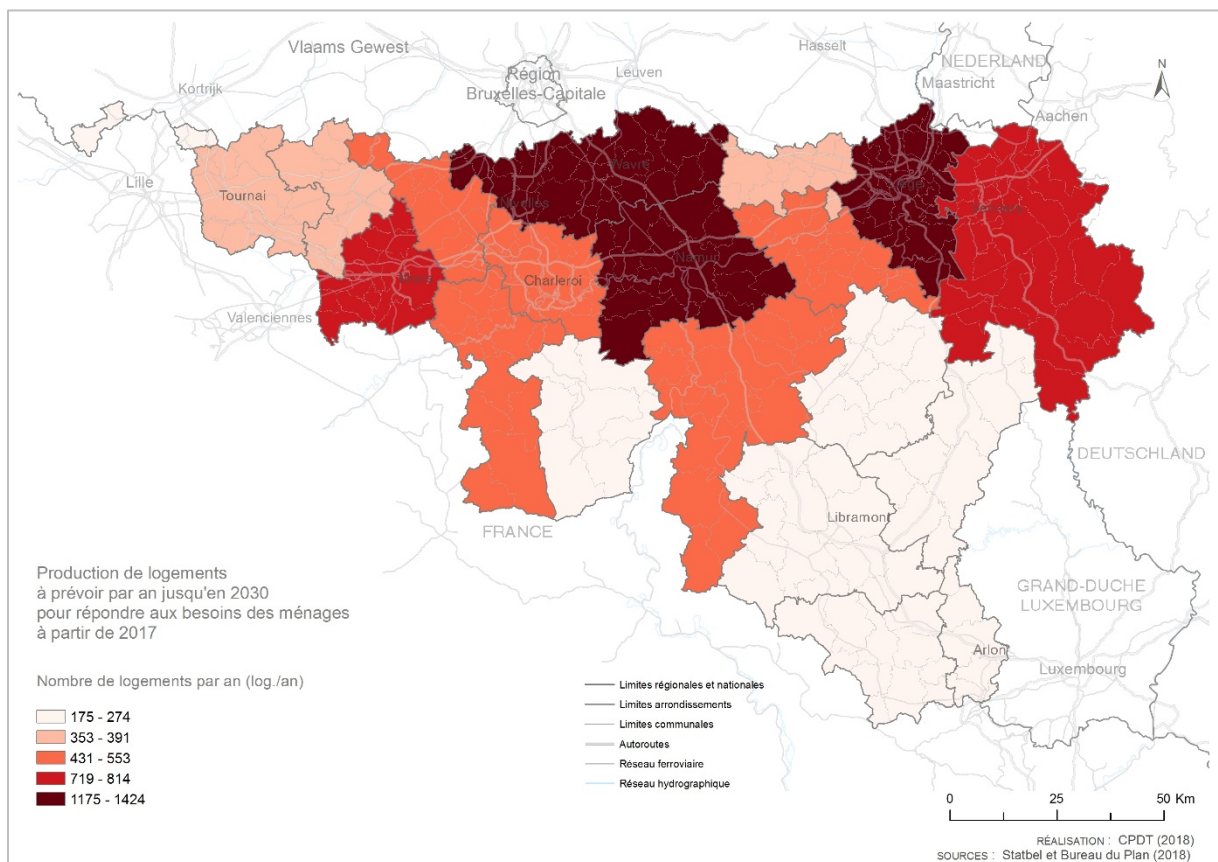 Vlaams Gewest
Hasselt
NEDERLAND
Leuven
Région
Bruxelles-Capitale
Maastricht
N
Kortrijk
Aachen
Wavre
Lille
Tournai
Liège
Nivelles
Verviers
Namur
Mons
Charleroi
Valenciennes
DEUTSCHLAND
Libramont
FRANCE
GRAND-DUCHE
LUXEMBOURG
Arlon
Luxembourg
Production de logements
à prévoir par an jusqu'en 2030
pour répondre aux besoins des ménages
à partir de 2017
Nombre de logements par an (log./an)
175 - 274
353 - 391
431 - 553
719 - 814
1175 - 1424
Limites régionales et nationales
Limites arrondissements
Limites communales
Autoroutes
Réseau ferroviaire
Réseau hydrographique
0 25 50 Km
RÉALISATION : CPDT (2018)
SOURCES : Statbel et Bureau du Plan (2018)